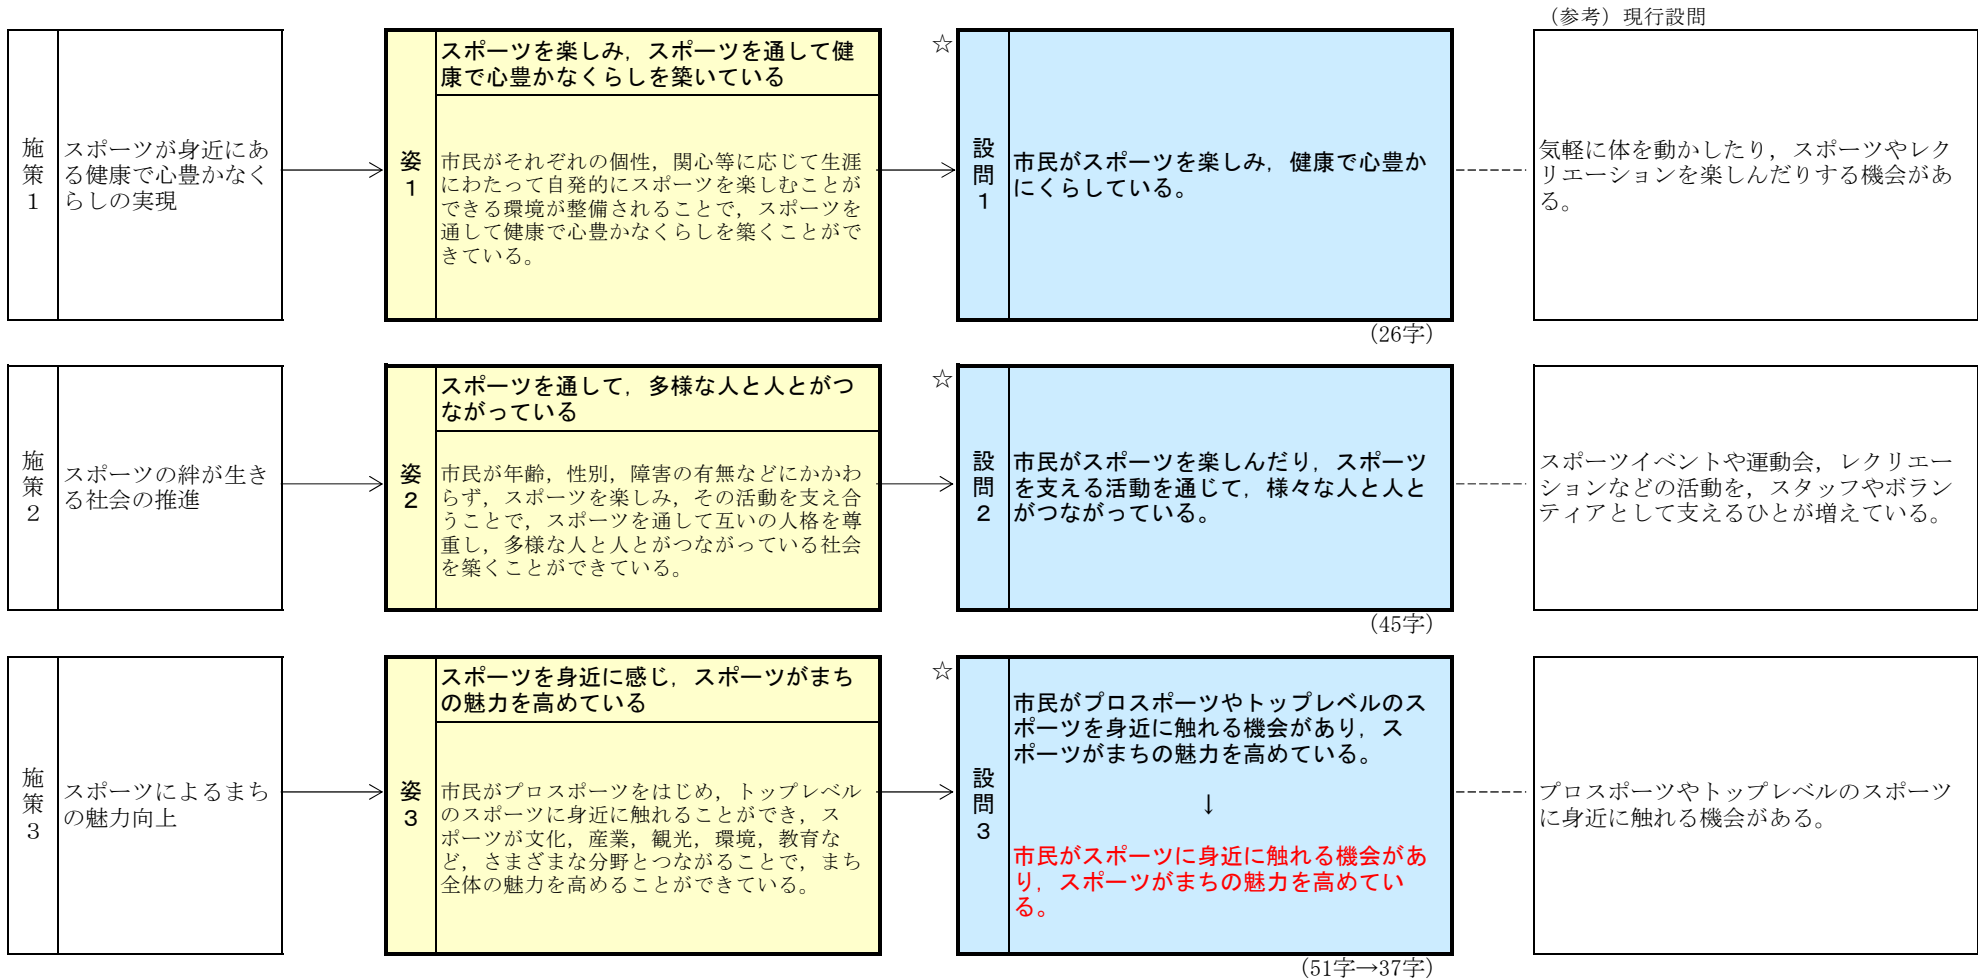 （参考）現行設問
施策１
スポーツが身近にあ
る健康で心豊かなく
らしの実現
姿１
スポーツを楽しみ，スポーツを通して健
康で心豊かなくらしを築いている
市民がそれぞれの個性，関心等に応じて生涯
にわたって自発的にスポーツを楽しむことが
できる環境が整備されることで，スポーツを
通して健康で心豊かなくらしを築くことがで
きている。
☆
設問１
市民がスポーツを楽しみ，健康で心豊か
にくらしている。
（26字）
気軽に体を動かしたり，スポーツやレク
リエーションを楽しんだりする機会があ
る。
施策２
スポーツの絆が生き
る社会の推進
姿２
スポーツを通して，多様な人と人とがつ
ながっている
市民が年齢，性別，障害の有無などにかかわ
らず，スポーツを楽しみ，その活動を支え合
うことで，スポーツを通して互いの人格を尊
重し，多様な人と人とがつながっている社会
を築くことができている。
☆
設問２
市民がスポーツを楽しんだり，スポーツ
を支える活動を通じて，様々な人と人と
がつながっている。
（45字）
スポーツイベントや運動会，レクリエー
ションなどの活動を，スタッフやボラン
ティアとして支えるひとが増えている。
施策３
スポーツによるまち
の魅力向上
姿３
スポーツを身近に感じ，スポーツがまち
の魅力を高めている
市民がプロスポーツをはじめ，トップレベル
のスポーツに身近に触れることができ，ス
ポーツが文化，産業，観光，環境，教育な
ど，さまざまな分野とつながることで，まち
全体の魅力を高めることができている。
☆
設問３
市民がプロスポーツやトップレベルのス
ポーツを身近に触れる機会があり，ス
ポーツがまちの魅力を高めている。
↓
市民がスポーツに身近に触れる機会があ
り，スポーツがまちの魅力を高めてい
る。
（51字→37字）
プロスポーツやトップレベルのスポーツ
に身近に触れる機会がある。